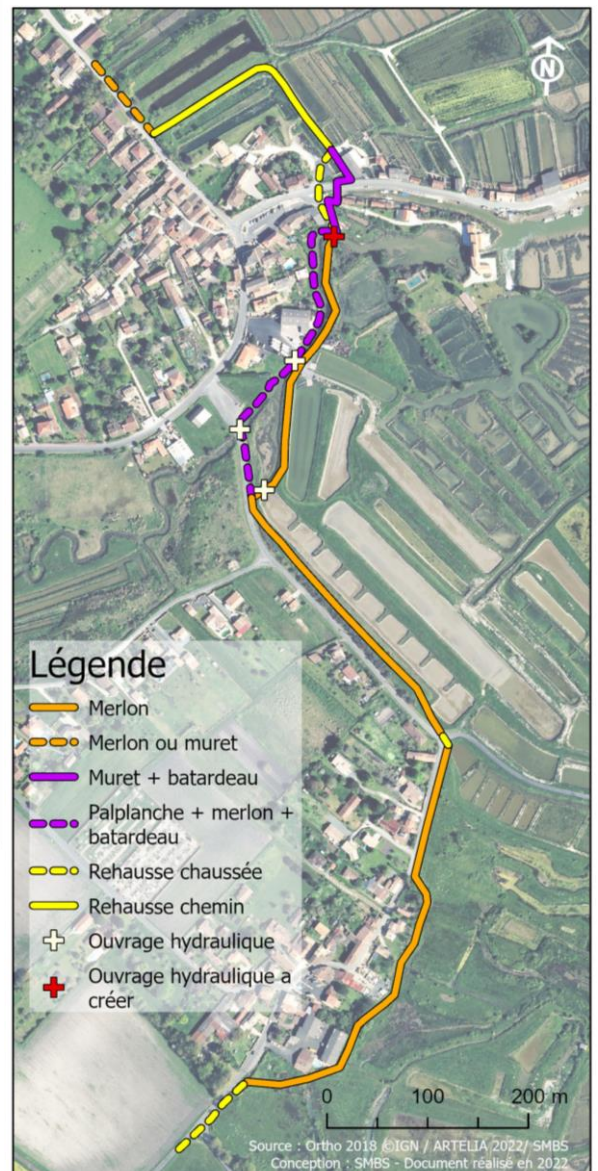 N
Légende
Merlon
Merlon ou muret
Muret + batardeau
Palplanche + merlon +
batardeau
Rehausse chaussée
Rehausse chemin
Ouvrage hydraulique
Ouvrage hydraulique a
créer
0 100 200 m
Source : Ortho 2018 ©IGN / ARTELIA 2022/ SMBS
Conception : SMBS - Document réalisé en 2022